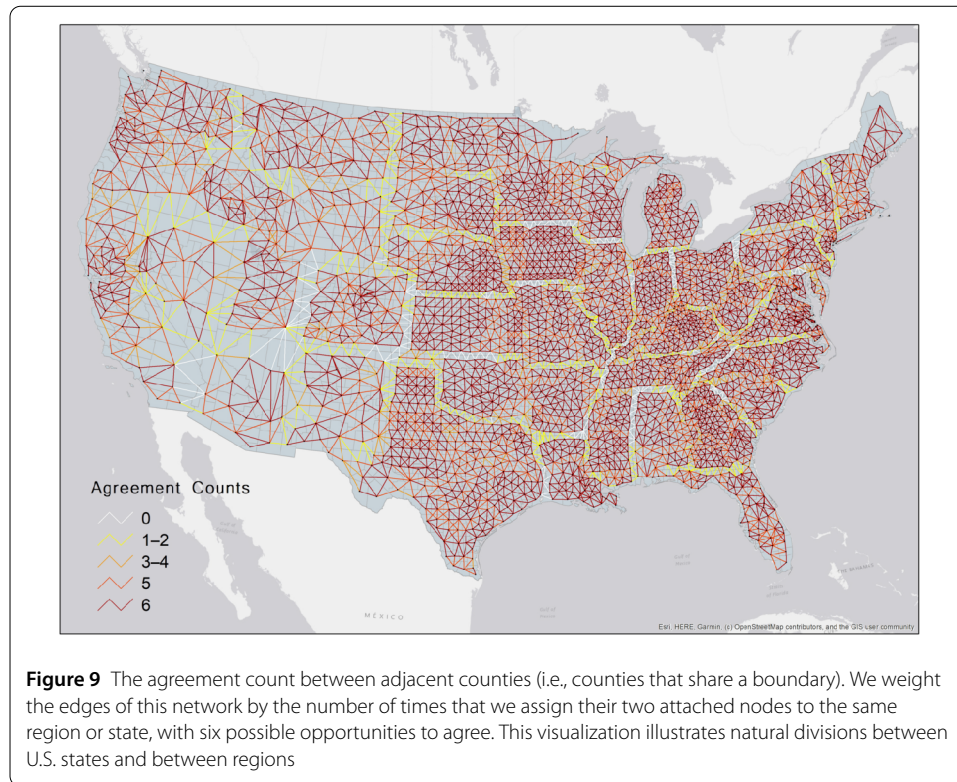 Agreement Counts
0
1–2
3–4
5
6
MÉXICO
Gulf of
Esri, HERE, Garmin, (c) OpenStreetMap contributors, and the GIS user community
Figure 9 The agreement count between adjacent counties (i.e., counties that share a boundary). We weight
the edges of this network by the number of times that we assign their two attached nodes to the same
region or state, with six possible opportunities to agree. This visualization illustrates natural divisions between
U.S. states and between regions